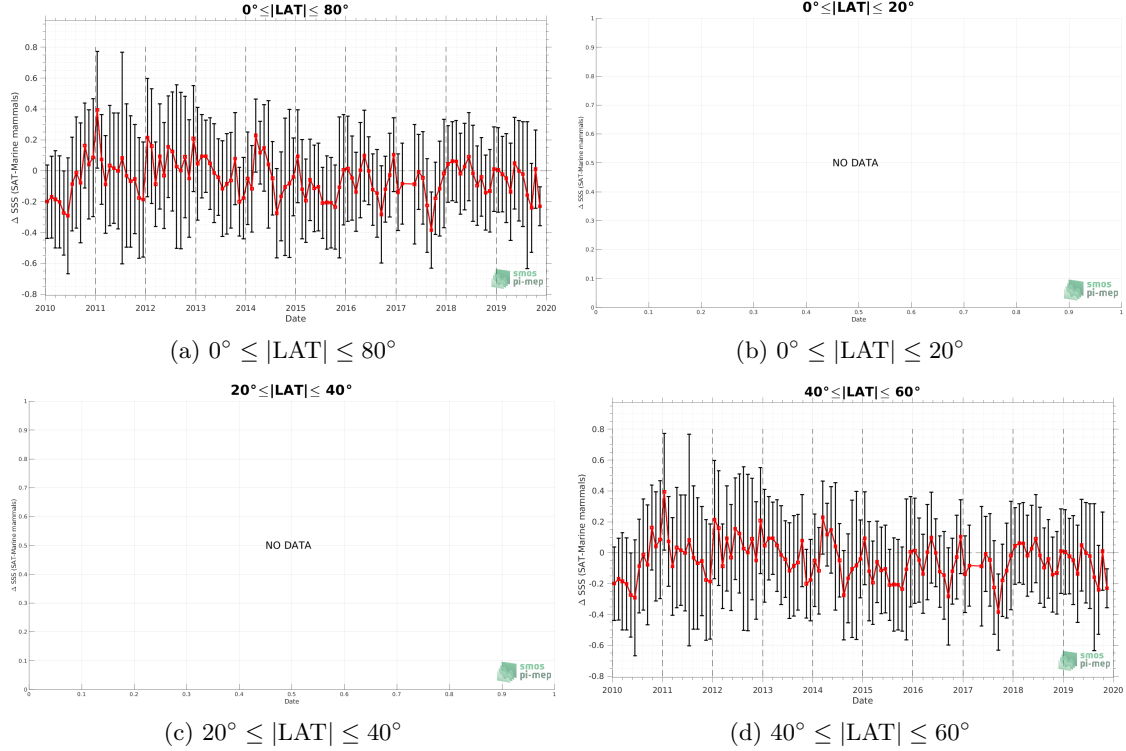 0°≤|LAT|≤ 80°
Δ SSS (SAT-Marine mammals)
0.8
0.6
0.4
0.2
0
-0.2
-0.4
-0.6
-0.8
2010 2011 2012 2013 2014 2015 2016 2017 2018 2019 2020
Date
smos
pi-mep
(a) 0° ≤ |LAT| ≤ 80°
0°≤|LAT|≤ 20°
Δ SSS (SAT-Marine mammals)
1
0.9
0.8
0.7
0.6
0.5
0.4
0.3
0.2
0.1
0
NO DATA
0 0.1 0.2 0.3 0.4 0.5 0.6 0.7 0.8 0.9 1
Date
smos
pi-mep
(b) 0° ≤ |LAT| ≤ 20°
20°≤|LAT|≤ 40°
Δ SSS (SAT-Marine mammals)
1
0.9
0.8
0.7
0.6
0.5
0.4
0.3
0.2
0.1
0
NO DATA
0 0.1 0.2 0.3 0.4 0.5 0.6 0.7 0.8 0.9 1
Date
smos
pi-mep
(c) 20° ≤ |LAT| ≤ 40°
40°≤|LAT|≤ 60°
Δ SSS (SAT-Marine mammals)
0.8
0.6
0.4
0.2
0
-0.2
-0.4
-0.6
-0.8
2010 2011 2012 2013 2014 2015 2016 2017 2018 2019 2020
Date
smos
pi-mep
(d) 40° ≤ |LAT| ≤ 60°